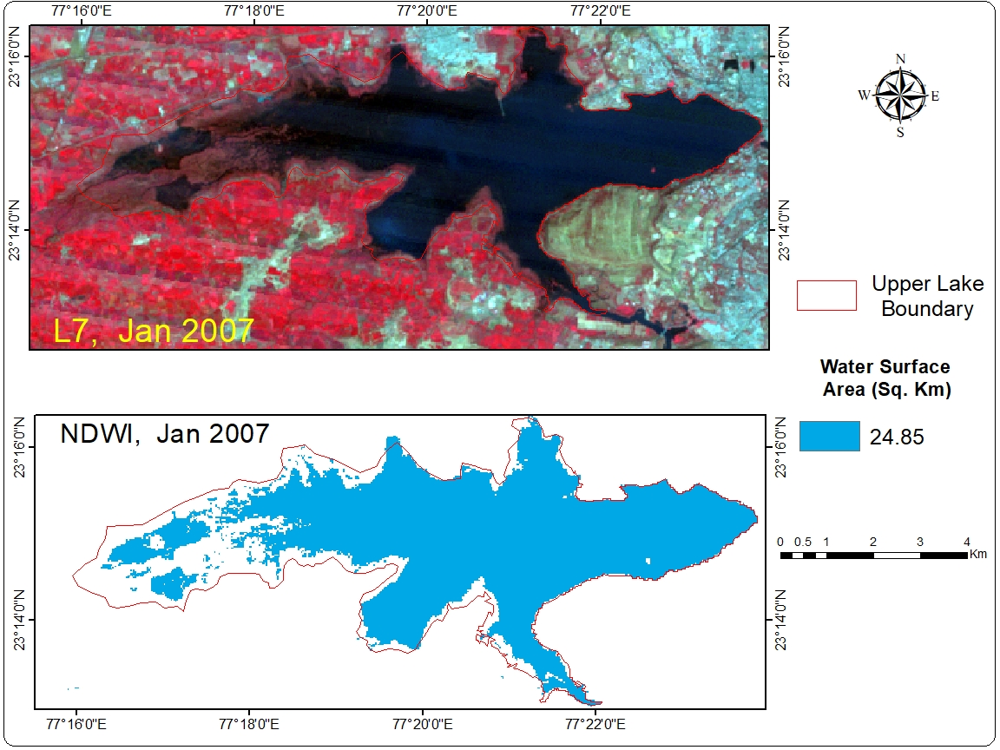 77°16'0"E 77°18'0"E 77°20'0"E 77°22'0"E
23°16'0"N
23°16'0"N
23°14'0"N
23°14'0"N
L7, Jan 2007
N
W E
S
Upper Lake
Boundary
Water Surface
Area (Sq. Km)
24.85
NDWI, Jan 2007
23°16'0"N
23°16'0"N
23°14'0"N
23°14'0"N
0 0.5 1 2 3 4
Km
77°16'0"E 77°18'0"E 77°20'0"E 77°22'0"E